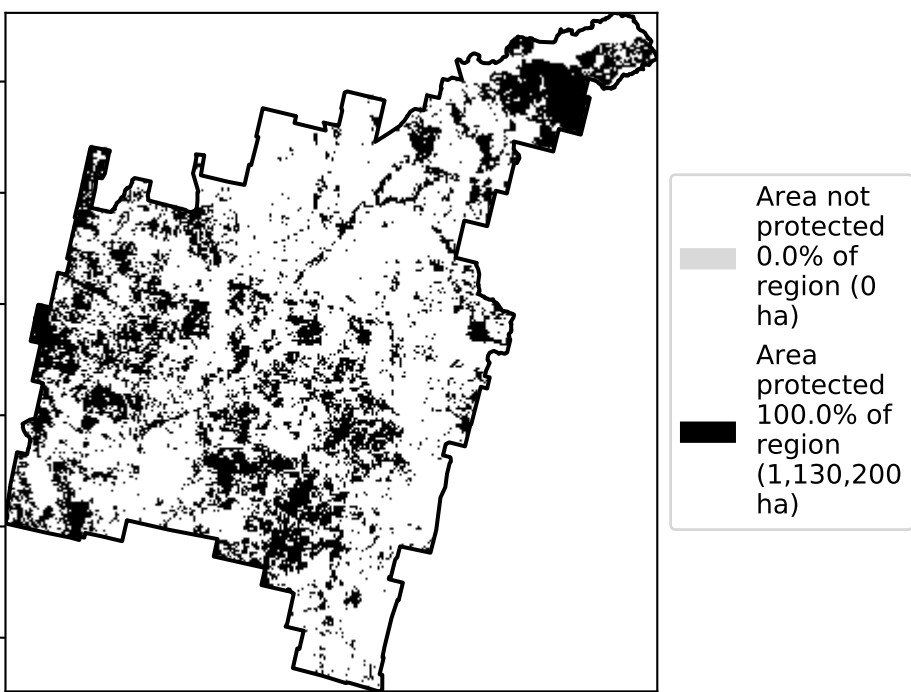 Area not
protected
0.0% of
region (0
ha)
Area
protected
100.0% of
region
(1,130,200
ha)